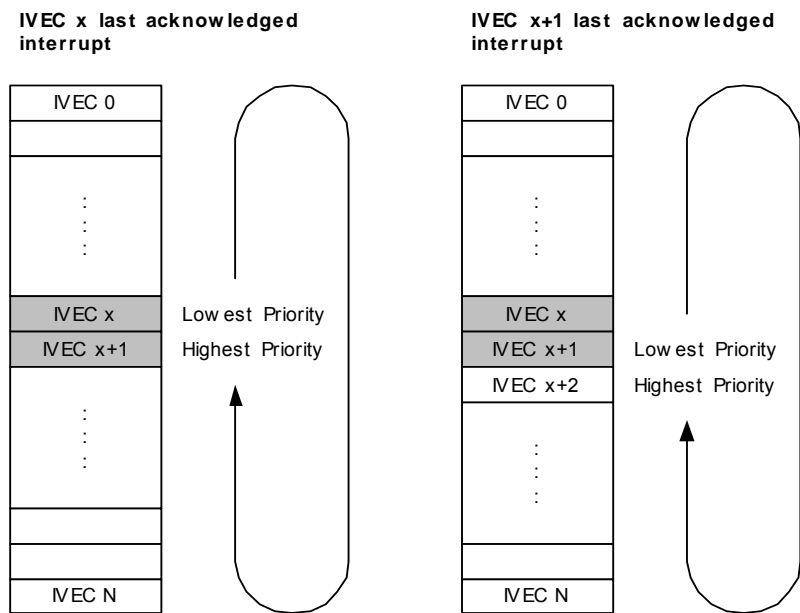 IVEC x last acknowledged
interrupt
IVEC 0
IVEC x
Lowest Priority
IVEC x+1
Highest Priority
IVEC N
IVEC x+1 last acknowledged
interrupt
IVEC 0
IVEC x
IVEC x+1
Lowest Priority
IVEC x+2
Highest Priority
IVEC N